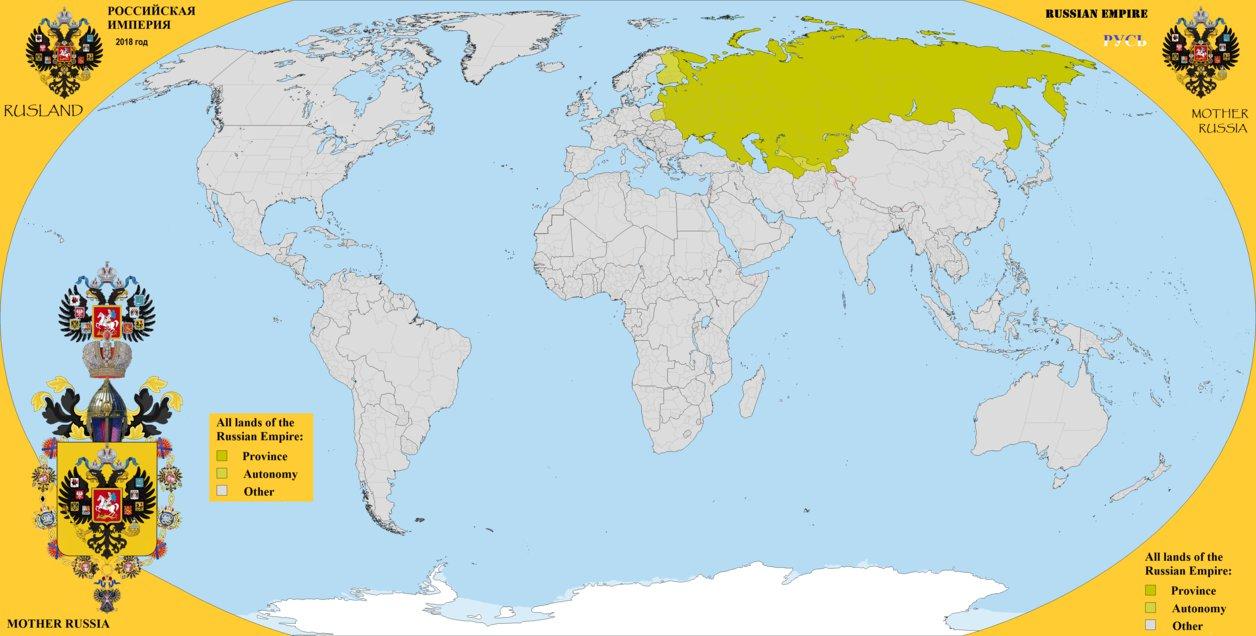 РОССИЙСКАЯ
ИМПЕРИЯ
2018 год
RUSLAND
RUSSIAN EMPIRE
РУСЬ
MOTHER
RUSSIA
All lands of the
Russian Empire:
Province
Autonomy
Other
MOTHER RUSSIA
All lands of the
Russian Empire:
Province
Autonomy
Other